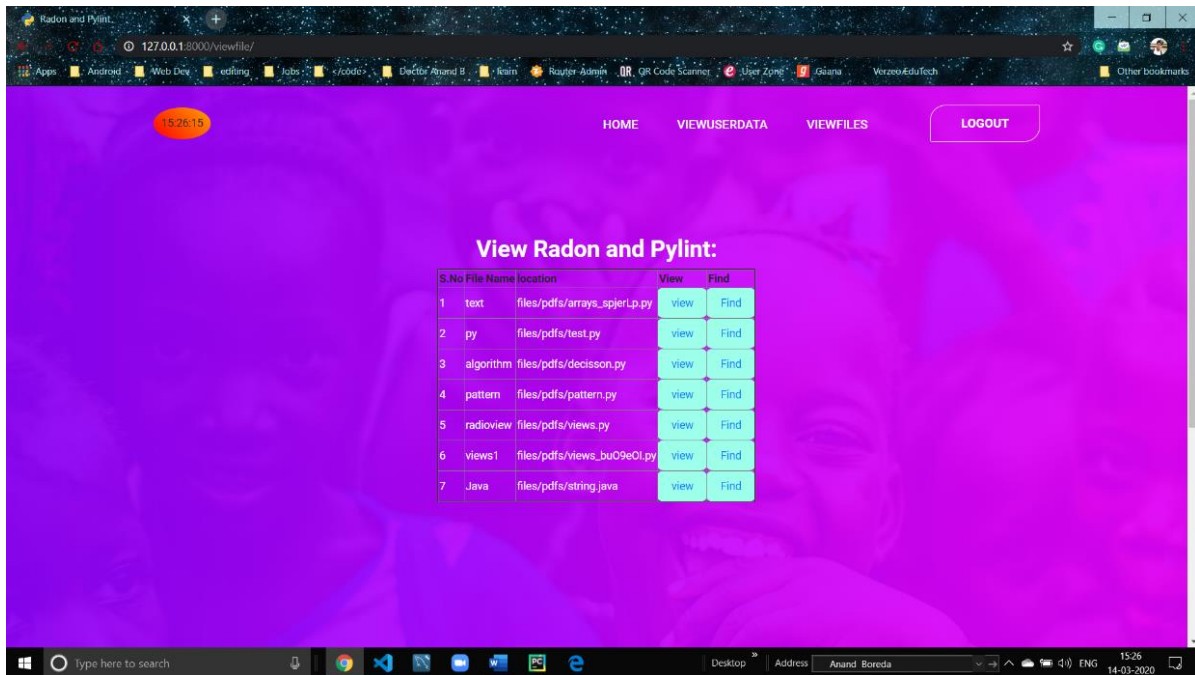 Radon and Pylint
127.0.0.1:8000/viewfile/
Apps Android Web Dev editing Jobs </code> Doctor Anand B learn Router Admin QR Code Scanner User Zone Gaana Verzeo EduTech Other bookmarks
15:26:15 HOME VIEWUSERDATA VIEWFILES LOGOUT
View Radon and Pylint:
S.No File Name location View Find
1 text files/pdfs/arrays_spjerLp.py view Find
2 py files/pdfs/test.py view Find
3 algorithm files/pdfs/decisson.py view Find
4 pattern files/pdfs/pattern.py view Find
5 radioview files/pdfs/views.py view Find
6 views1 files/pdfs/views_buO9eOI.py view Find
7 Java files/pdfs/string.java view Find
Type here to search Desktop Address Anand Boreda ENG 15:26
14-03-2020